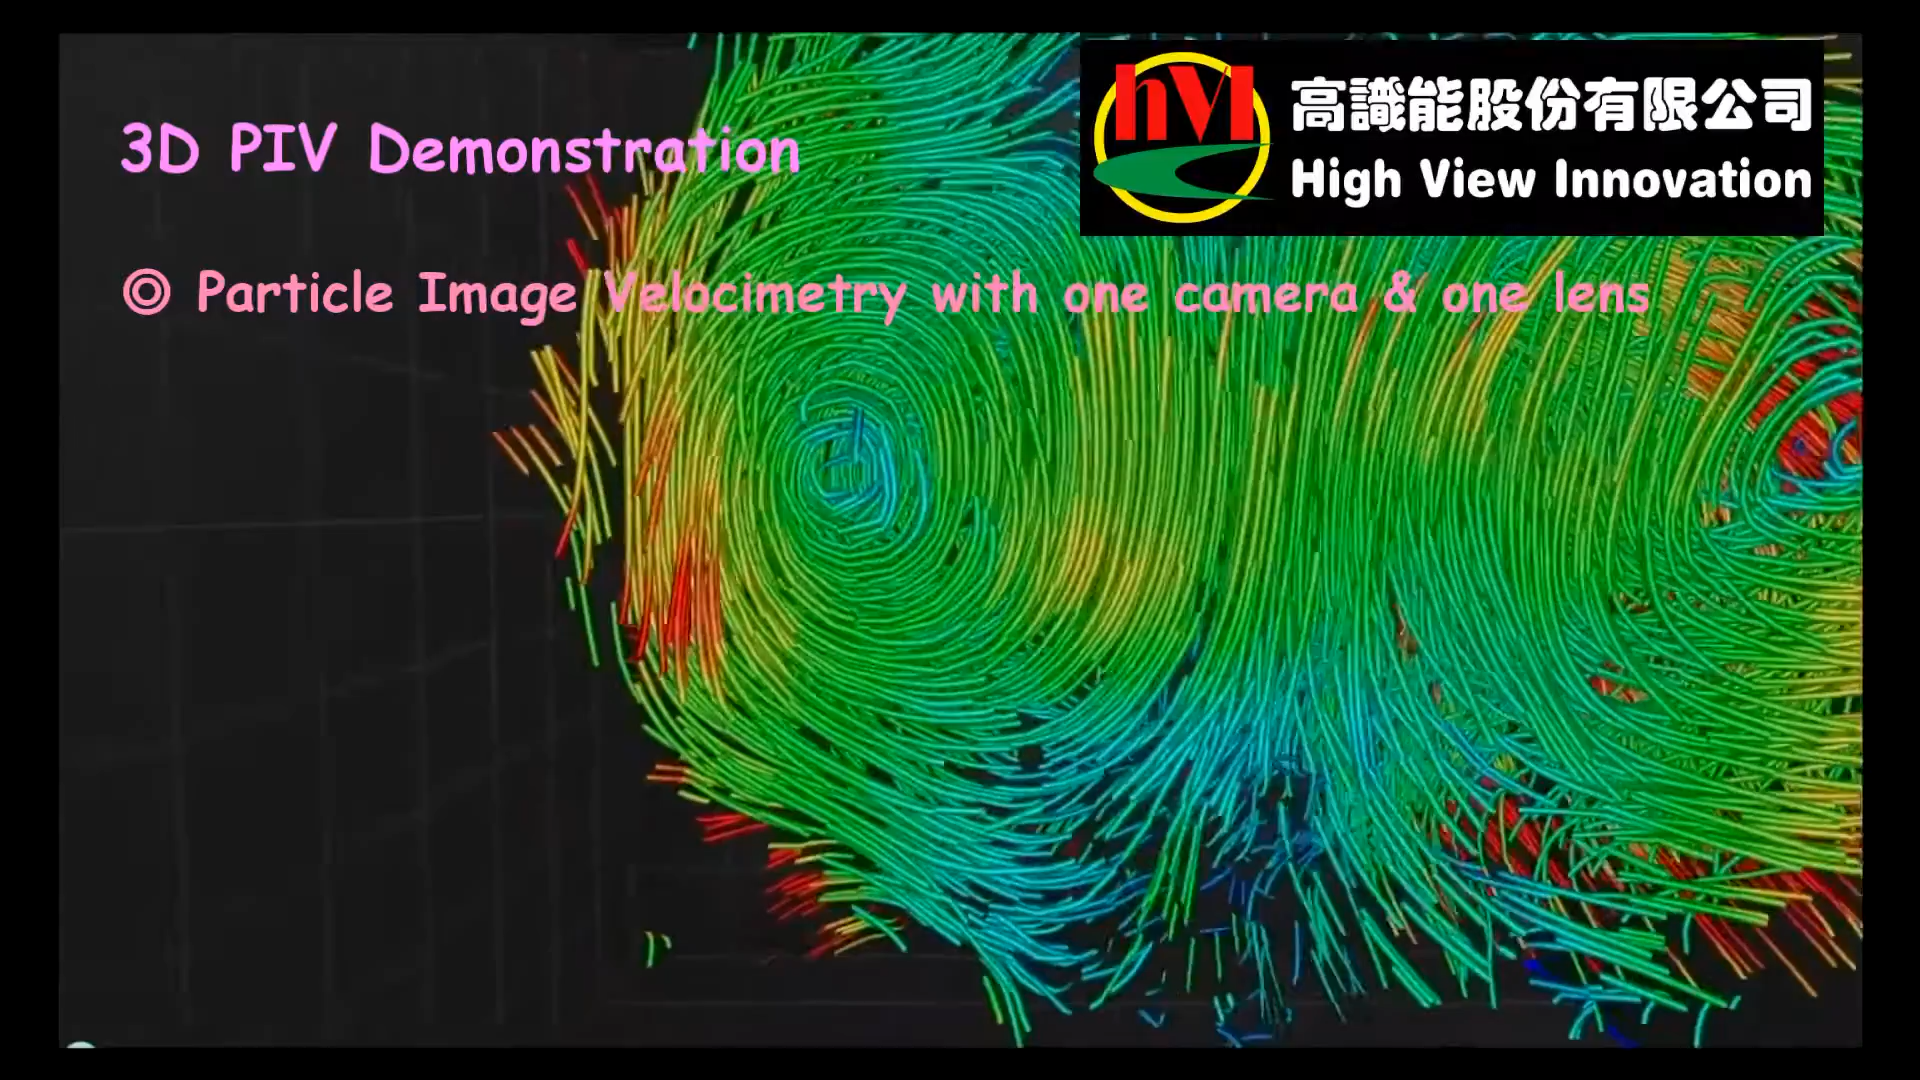 3D PIV Demonstration
hVI
高識能股份有限公司
High View Innovation
◎ Particle Image Velocimetry with one camera & one lens